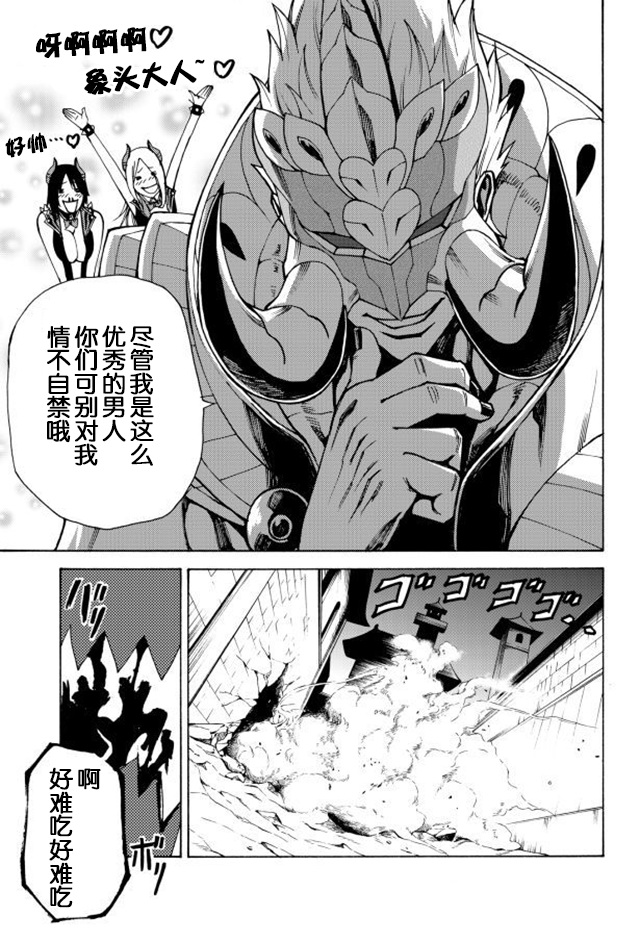 呀啊啊啊♡
象头大人~♡
好帅…♡
尽管我是这么
优秀的男人
你们可别对我
情不自禁哦
ゴゴゴゴ
バ
啊
好难吃好难吃
ボリ